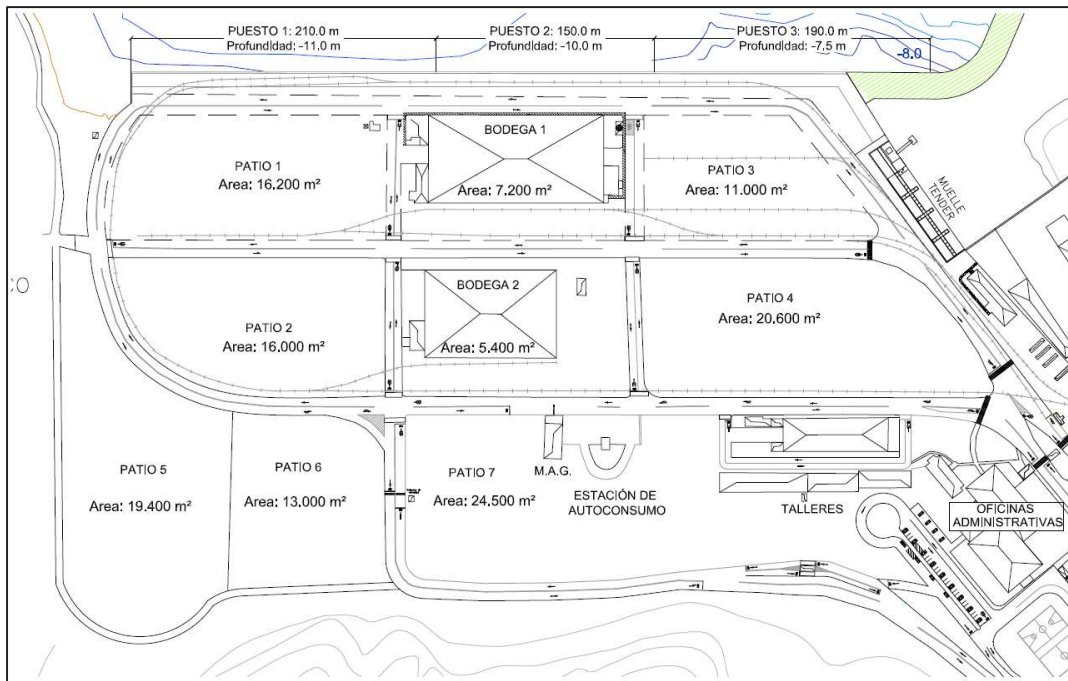 PUESTO 1: 210.0 m
Profundidad: -11,0 m
PUESTO 2: 150.0 m
Profundidad: -10,0 m
PUESTO 3: 190.0 m
Profundidad: -7,5 m
-8.0
PATIO 1
Area: 16.200 m²
BODEGA 1
Area: 7.200 m²
PATIO 3
Area: 11.000 m²
MUELLE
TENDER
PATIO 2
Area: 16.000 m²
BODEGA 2
Area: 5.400 m²
PATIO 4
Area: 20.600 m²
PATIO 5
Area: 19.400 m²
PATIO 6
Area: 13.000 m²
PATIO 7
Area: 24.500 m²
M.A.G.
ESTACIÓN DE
AUTOCONSUMO
TALLERES
OFICINAS
ADMINISTRATIVAS